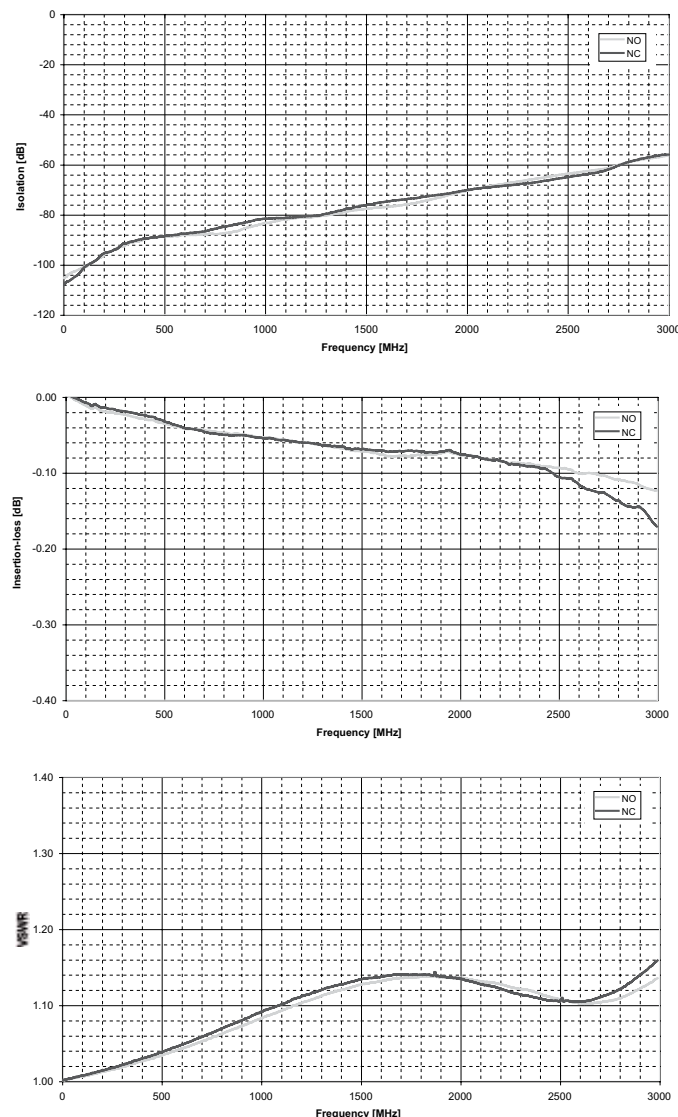 0
-20
-40
-60
-80
-100
-120
Isolation [dB]
NO
NC
0 500 1000 1500 2000 2500 3000
Frequency [MHz]
0.00
-0.10
-0.20
-0.30
-0.40
Insertion-loss [dB]
NO
NC
0 500 1000 1500 2000 2500 3000
Frequency [MHz]
1.40
1.30
1.20
1.10
1.00
VSWR
NO
NC
0 500 1000 1500 2000 2500 3000
Frequency [MHz]